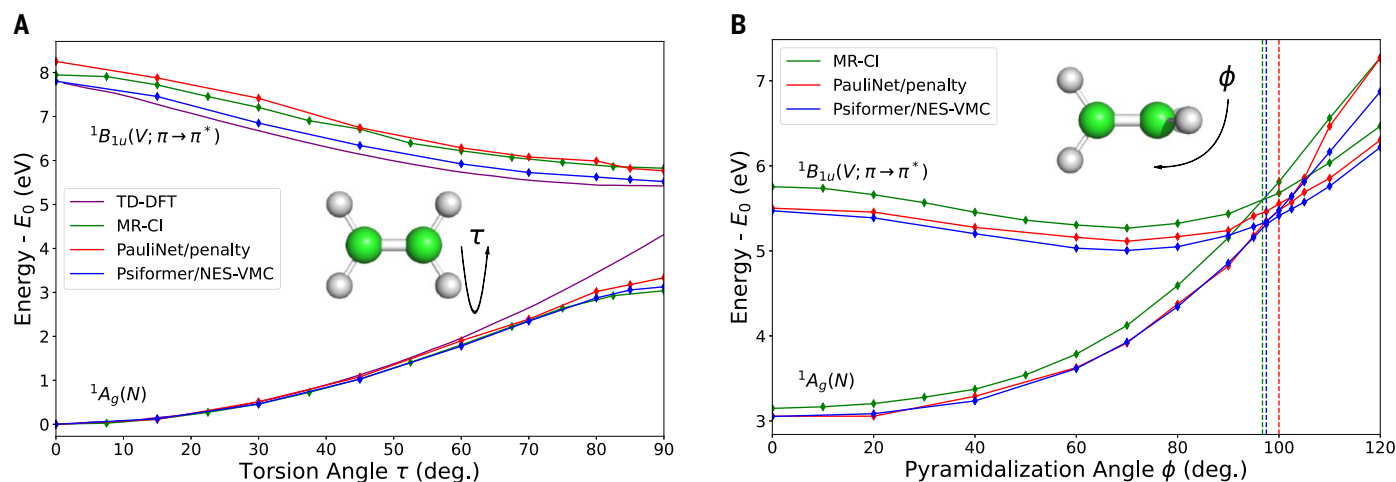 A
Energy - E₀ (eV)
8
7
6
5
4
3
2
1
0
¹B₁ᵤ(V; π → π*)
TD-DFT
MR-CI
PauliNet/penalty
Psiformer/NES-VMC
τ
¹A_g(N)
0 10 20 30 40 50 60 70 80 90
Torsion Angle τ (deg.)
B
Energy - E₀ (eV)
7
6
5
4
3
MR-CI
PauliNet/penalty
Psiformer/NES-VMC
ϕ
¹B₁ᵤ(V; π → π*)
¹A_g(N)
0 20 40 60 80 100 120
Pyramidalization Angle ϕ (deg.)